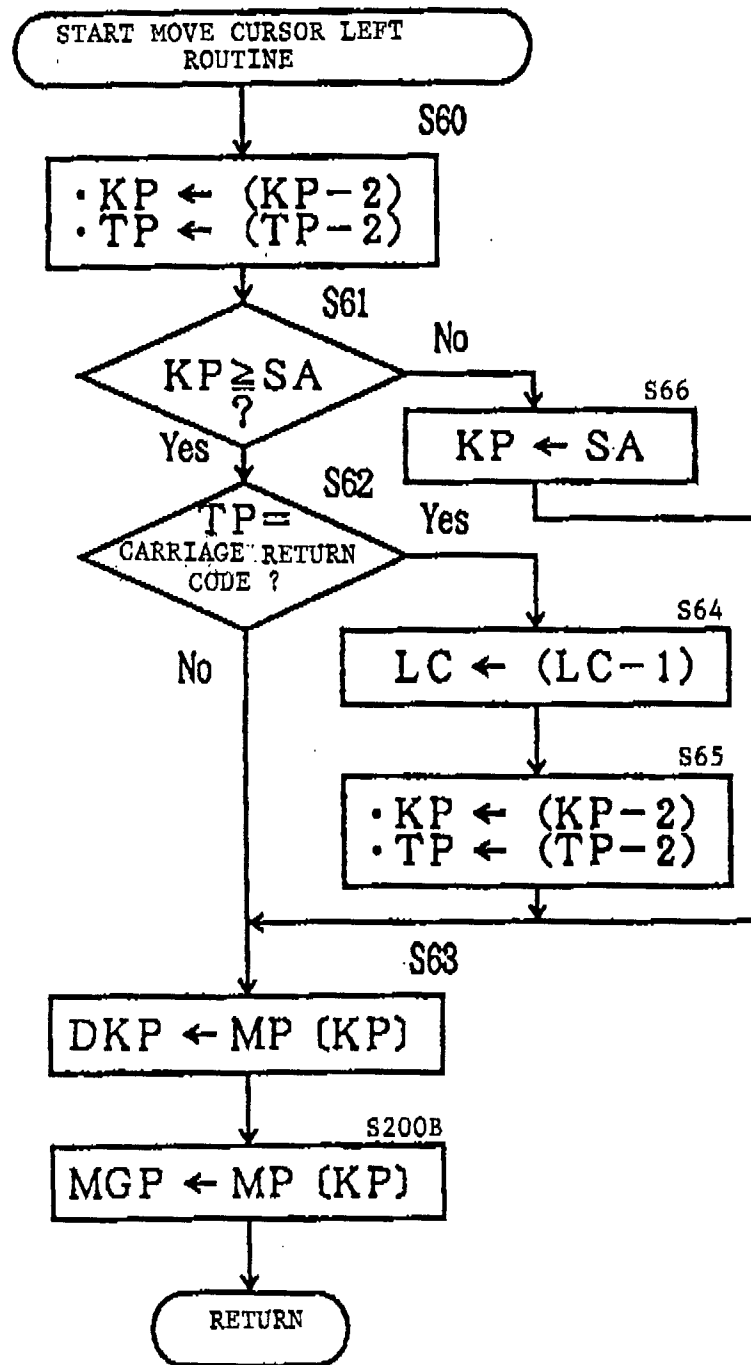 START MOVE CURSOR LEFT
ROUTINE
S60
· KP ← (KP-2)
· TP ← (TP-2)
S61
KP ≧ SA
?
No
Yes
S66
KP ← SA
S62
TP =
CARRIAGE RETURN
CODE ?
Yes
No
S64
LC ← (LC-1)
S65
· KP ← (KP-2)
· TP ← (TP-2)
S63
DKP ← MP (KP)
S200B
MGP ← MP (KP)
RETURN